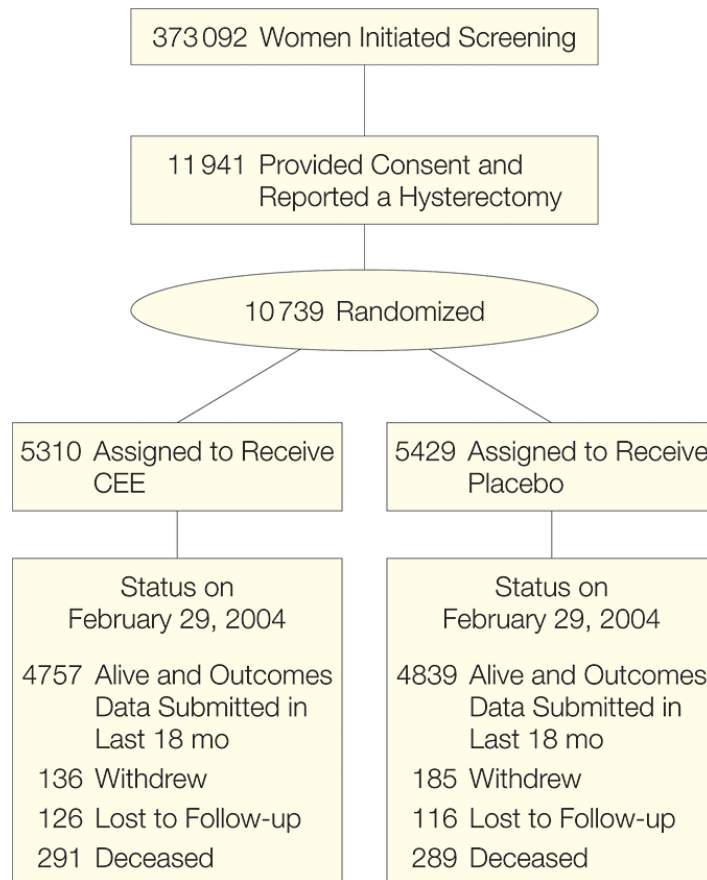 373 092 Women Initiated Screening
11 941 Provided Consent and
Reported a Hysterectomy
10 739 Randomized
5310 Assigned to Receive
CEE
5429 Assigned to Receive
Placebo
Status on
February 29, 2004
4757 Alive and Outcomes
Data Submitted in
Last 18 mo
136 Withdrew
126 Lost to Follow-up
291 Deceased
Status on
February 29, 2004
4839 Alive and Outcomes
Data Submitted in
Last 18 mo
185 Withdrew
116 Lost to Follow-up
289 Deceased